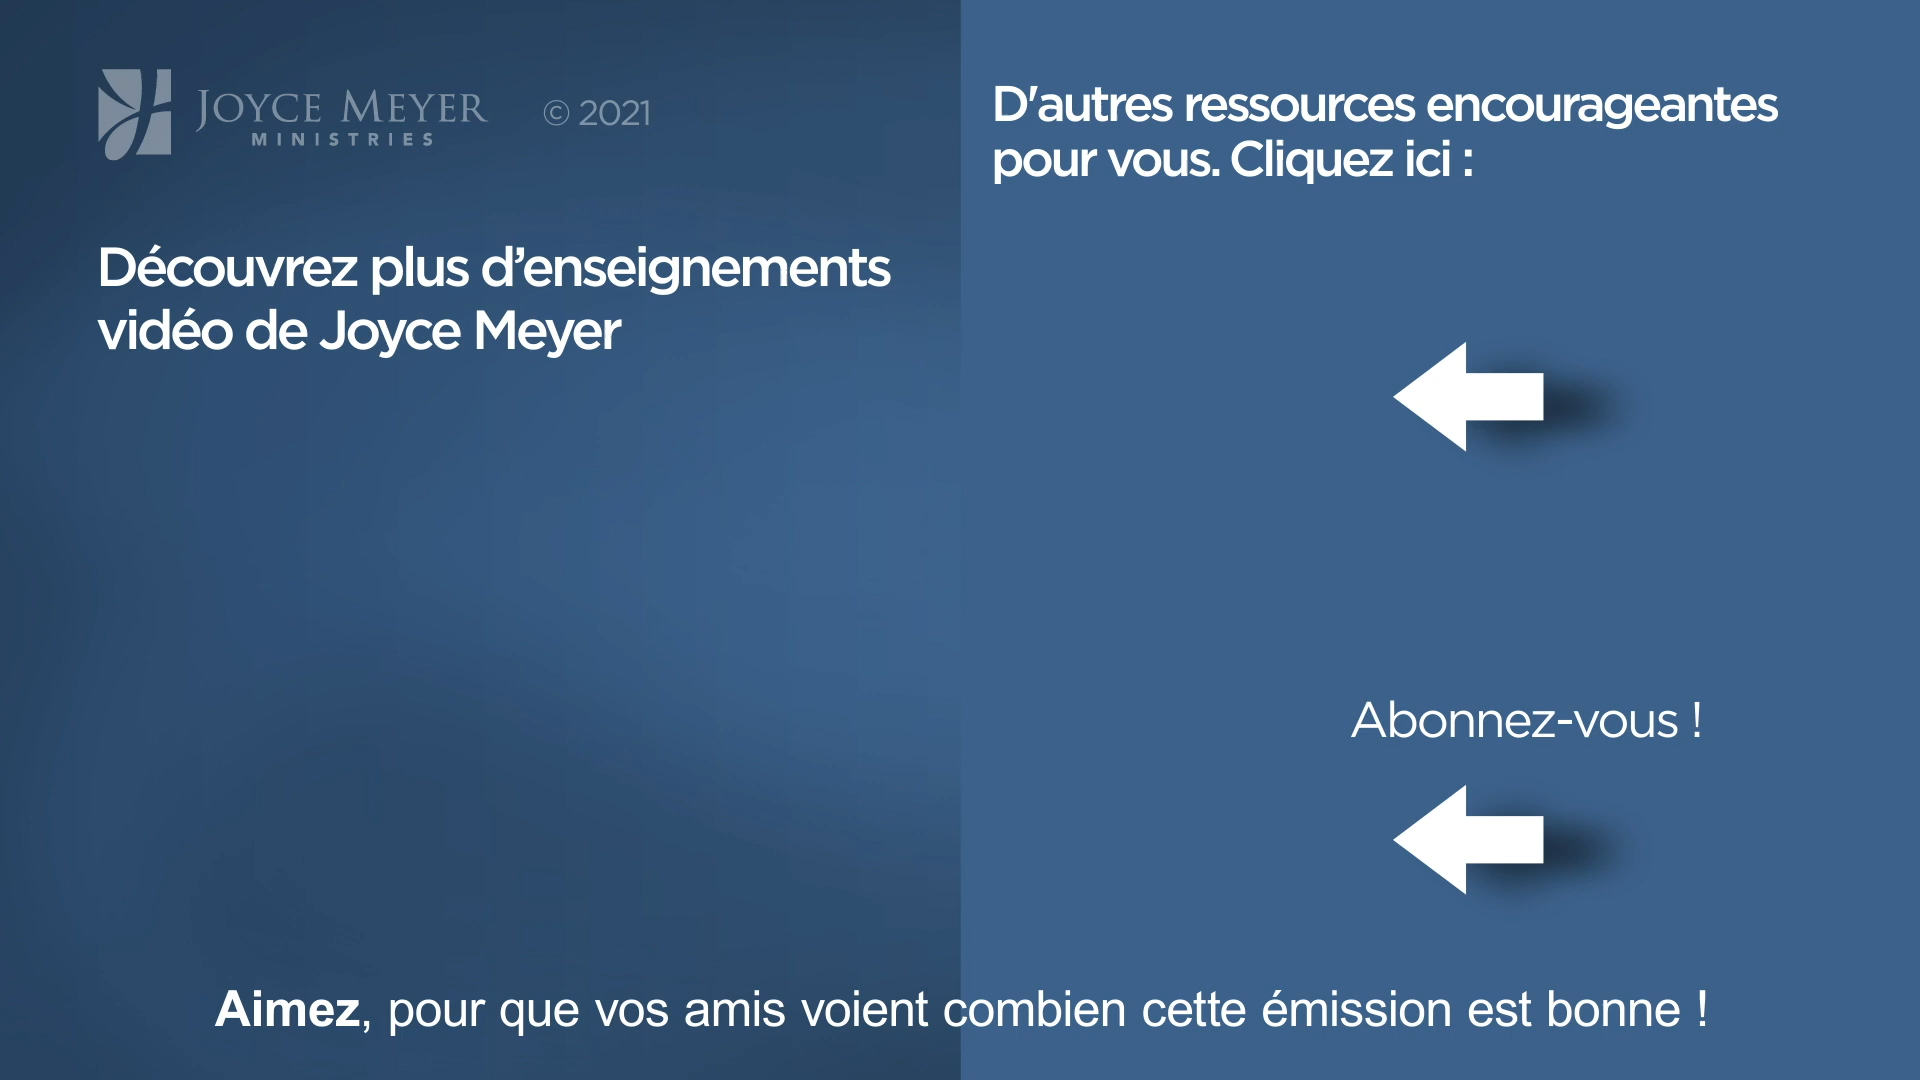 JOYCE MEYER
MINISTRIES
© 2021
Découvrez plus d’enseignements
vidéo de Joyce Meyer
D'autres ressources encourageantes
pour vous. Cliquez ici :
Abonnez-vous !
Aimez, pour que vos amis voient combien cette émission est bonne !